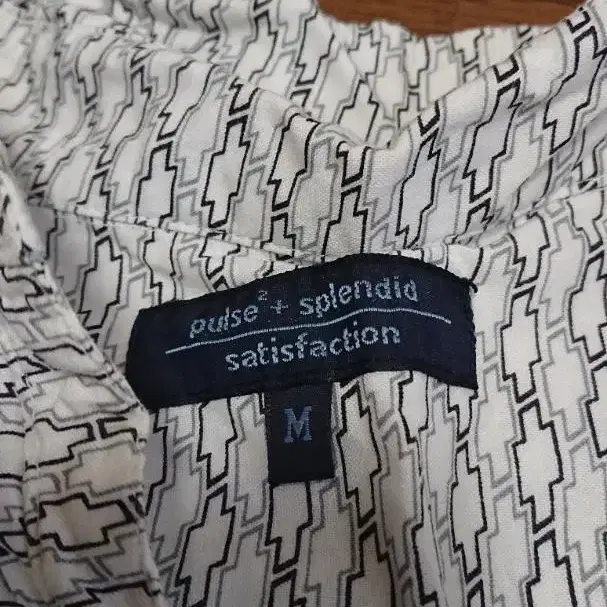 pulse²+ splendid
satisfaction
M